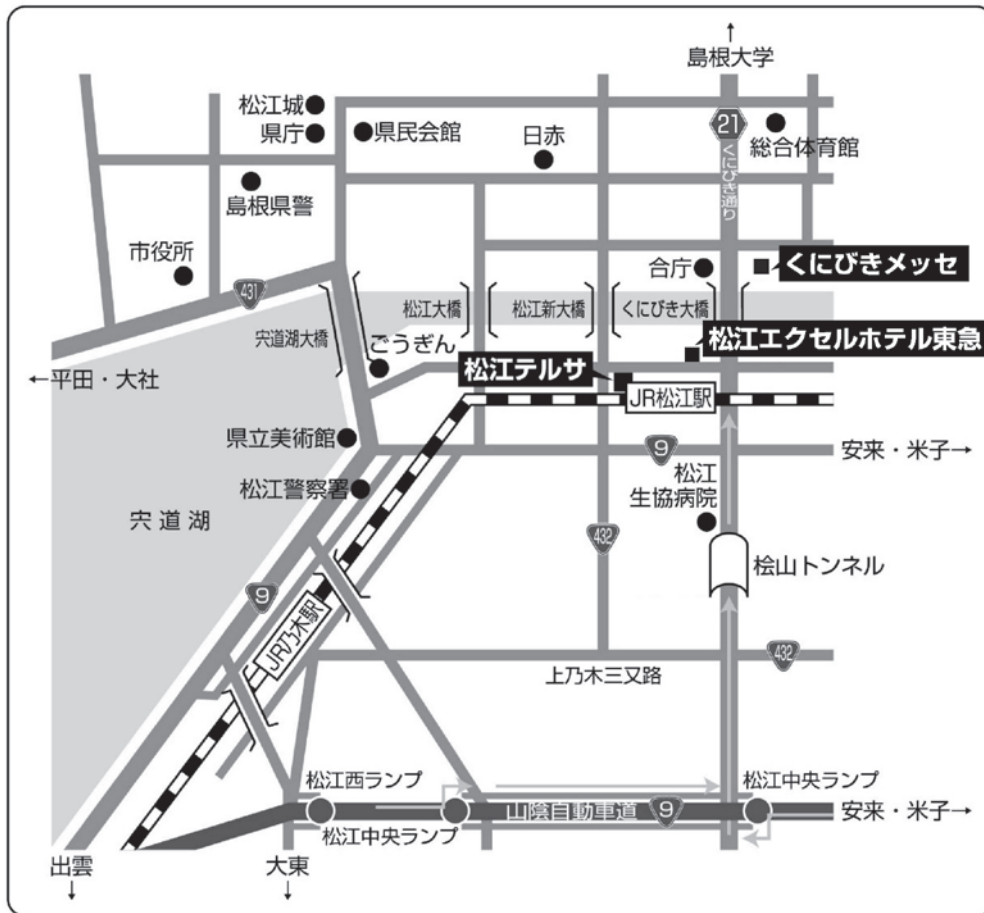 ↑
島根大学
松江城
県庁
県民会館
日赤
21
総合体育館
くにびき通り
島根県警
市役所
合庁
くにびきメッセ
431
宍道湖大橋
松江大橋
松江新大橋
くにびき大橋
ごうぎん
松江エクセルホテル東急
←平田・大社
松江テルサ
JR松江駅
県立美術館
9
安来・米子→
松江警察署
松江
生協病院
宍道湖
432
桧山トンネル
9
JR乃木駅
432
上乃木三叉路
松江西ランプ
松江中央ランプ
山陰自動車道
9
安来・米子→
松江中央ランプ
出雲
↓
大東
↓